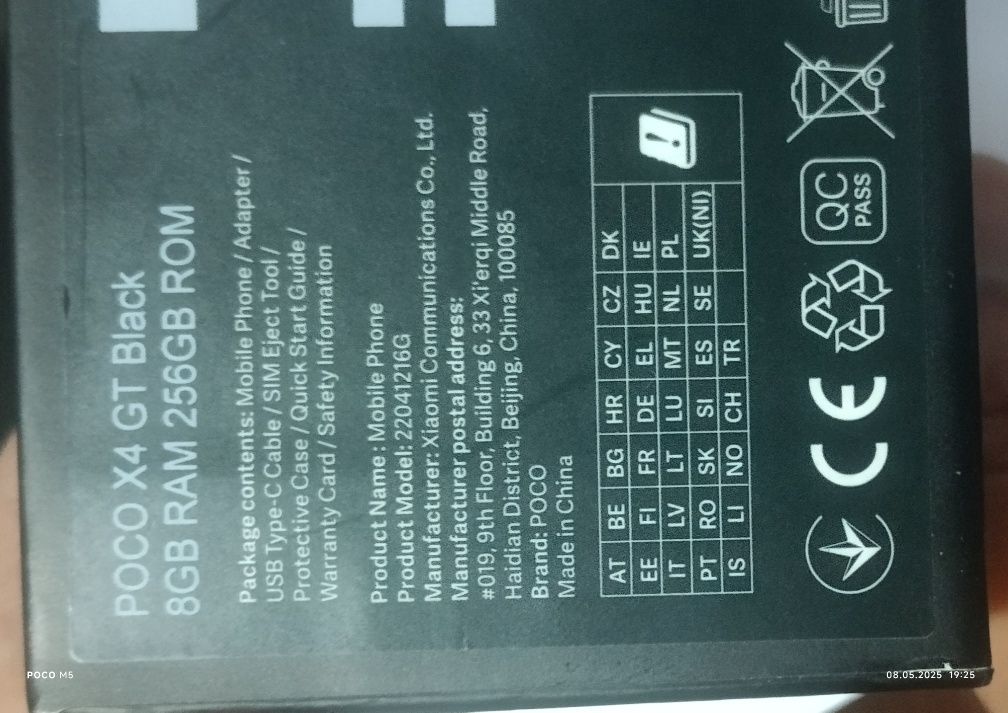 POCO X4 GT Black
8GB RAM 256GB ROM
Package contents: Mobile Phone / Adapter /
USB Type-C Cable / SIM Eject Tool /
Protective Case / Quick Start Guide /
Warranty Card / Safety Information
Product Name : Mobile Phone
Product Model: 22041216G
Manufacturer: Xiaomi Communications Co., Ltd.
Manufacturer postal address:
#019, 9th Floor, Building 6, 33 Xi'erqi Middle Road,
Haidian District, Beijing, China, 100085
Brand: POCO
Made in China
AT BE BG HR CY CZ DK
EE FI FR DE EL HU IE
IT LV LT LU MT NL PL
PT RO SK SI ES SE UK(NI)
IS LI NO CH TR
CE
QC
PASS
POCO M5
08.05.2025 19:25